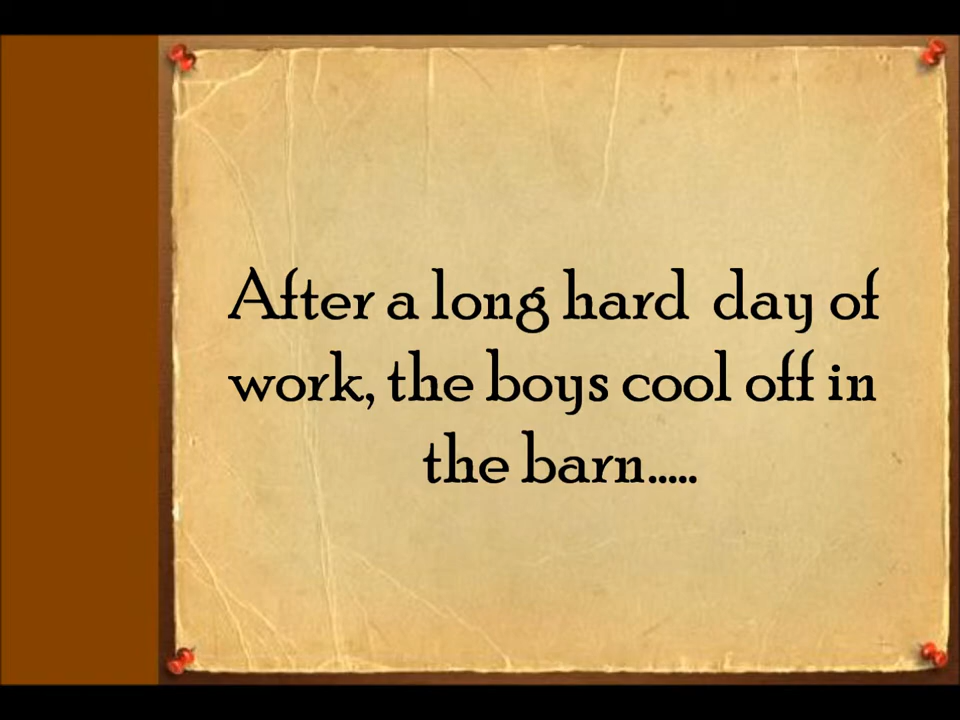 After a long hard  day of
work, the boys cool off in
the barn.....